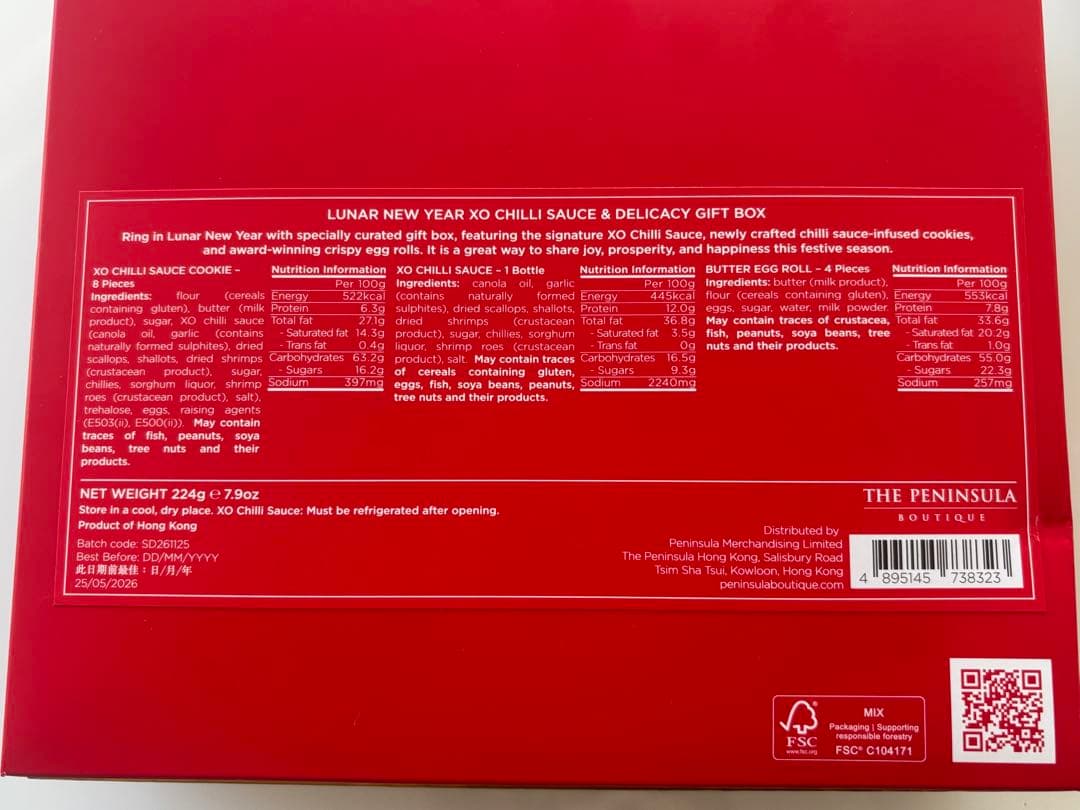 LUNAR NEW YEAR XO CHILLI SAUCE & DELICACY GIFT BOX
Ring in Lunar New Year with specially curated gift box, featuring the signature XO Chilli Sauce, newly crafted chilli sauce-infused cookies,
and award-winning crispy egg rolls. It is a great way to share joy, prosperity, and happiness this festive season.
XO CHILLI SAUCE COOKIE –
8 Pieces
Ingredients: flour (cereals
containing gluten), butter (milk
product), sugar, XO chilli sauce
(canola oil, garlic (contains
naturally formed sulphites), dried
scallops, shallots, dried shrimps
(crustacean product), sugar,
chillies, sorghum liquor, shrimp
roes (crustacean product), salt),
trehalose, eggs, raising agents
(E503(ii), E500(ii)). May contain
traces of fish, peanuts, soya
beans, tree nuts and their
products.
Nutrition Information
Per 100g
Energy 522kcal
Protein 6.3g
Total fat 27.1g
- Saturated fat 14.3g
- Trans fat 0.4g
Carbohydrates 63.2g
- Sugars 16.2g
Sodium 397mg
XO CHILLI SAUCE – 1 Bottle
Ingredients: canola oil, garlic
(contains naturally formed
sulphites), dried scallops, shallots,
dried shrimps (crustacean
product), sugar, chillies, sorghum
liquor, shrimp roes (crustacean
product), salt. May contain traces
of cereals containing gluten,
eggs, fish, soya beans, peanuts,
tree nuts and their products.
Nutrition Information
Per 100g
Energy 445kcal
Protein 12.0g
Total fat 36.8g
- Saturated fat 3.5g
- Trans fat 0g
Carbohydrates 16.5g
- Sugars 9.3g
Sodium 2240mg
BUTTER EGG ROLL – 4 Pieces
Ingredients: butter (milk product),
flour (cereals containing gluten),
eggs, sugar, water, milk powder.
May contain traces of crustacea,
fish, peanuts, soya beans, tree
nuts and their products.
Nutrition Information
Per 100g
Energy 553kcal
Protein 7.8g
Total fat 33.6g
- Saturated fat 20.2g
- Trans fat 1.0g
Carbohydrates 55.0g
- Sugars 22.3g
Sodium 257mg
NET WEIGHT 224g ℮ 7.9oz
Store in a cool, dry place. XO Chilli Sauce: Must be refrigerated after opening.
Product of Hong Kong
Batch code: SD261125
Best Before: DD/MM/YYYY
此日期前最佳：日/月/年
25/05/2026
THE PENINSULA
BOUTIQUE
Distributed by
Peninsula Merchandising Limited
The Peninsula Hong Kong, Salisbury Road
Tsim Sha Tsui, Kowloon, Hong Kong
peninsulaboutique.com
4 895145 738323
FSC
www.fsc.org
MIX
Packaging | Supporting
responsible forestry
FSC® C104171